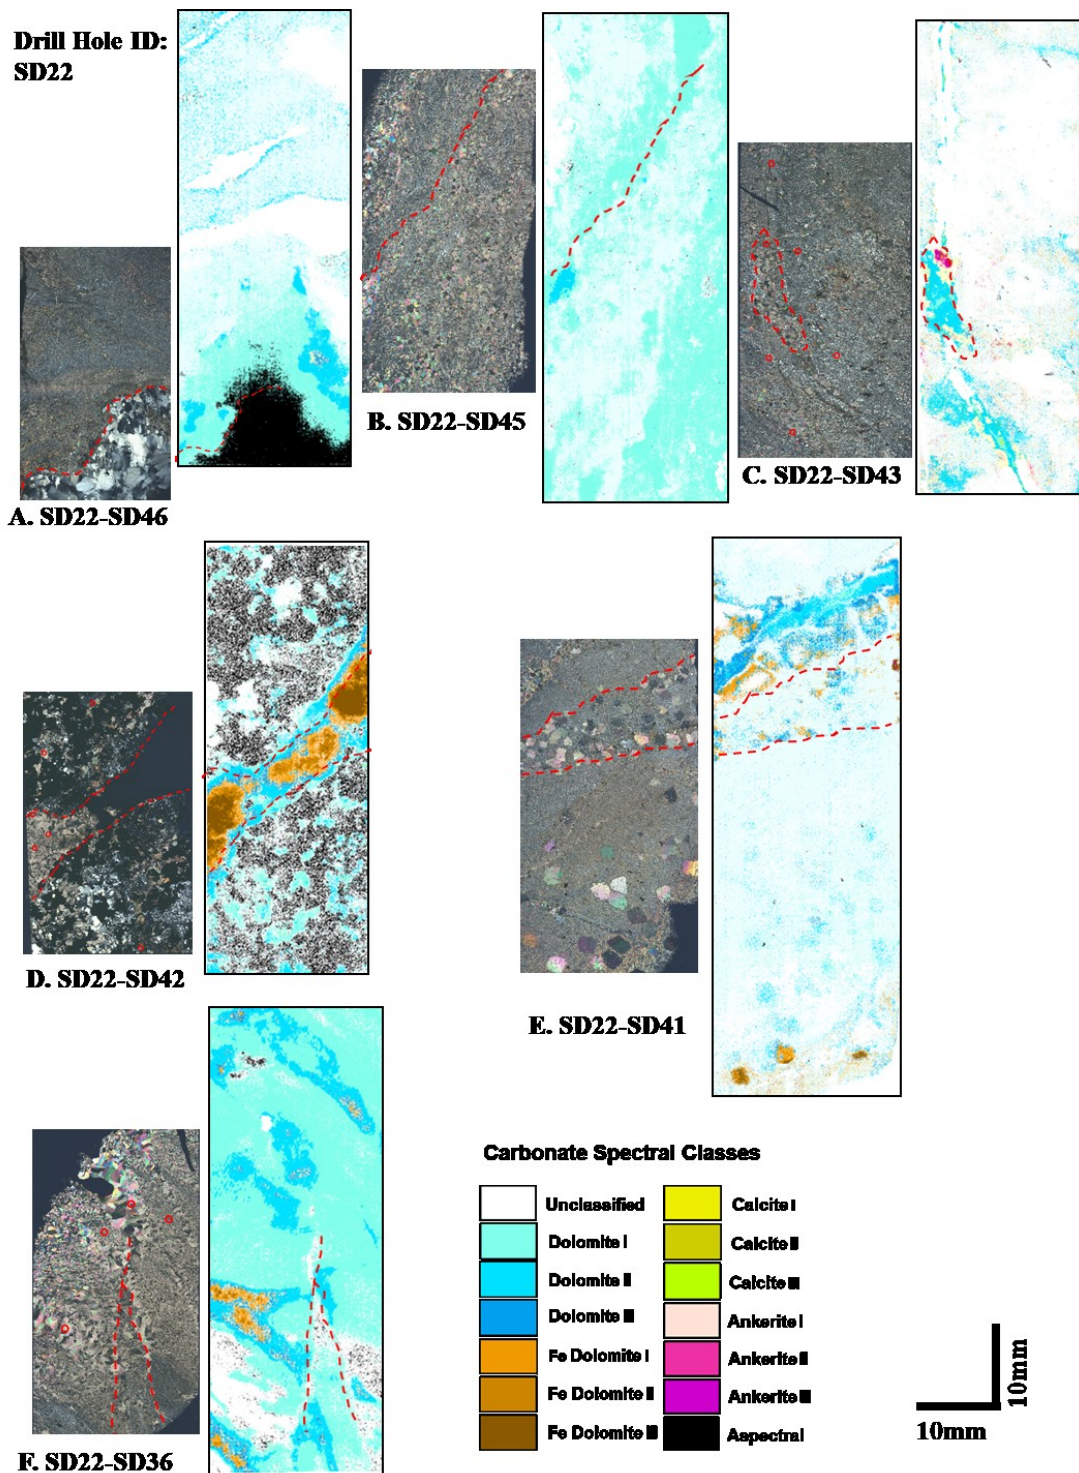 Drill Hole ID:
SD22
A. SD22-SD46
B. SD22-SD45
C. SD22-SD43
D. SD22-SD42
E. SD22-SD41
F. SD22-SD36
Carbonate Spectral Classes
Unclassified
Dolomite I
Dolomite II
Dolomite III
Fe Dolomite I
Fe Dolomite II
Fe Dolomite III
Calcite I
Calcite II
Calcite III
Ankerite I
Ankerite II
Ankerite III
Aspectral
10mm
10mm